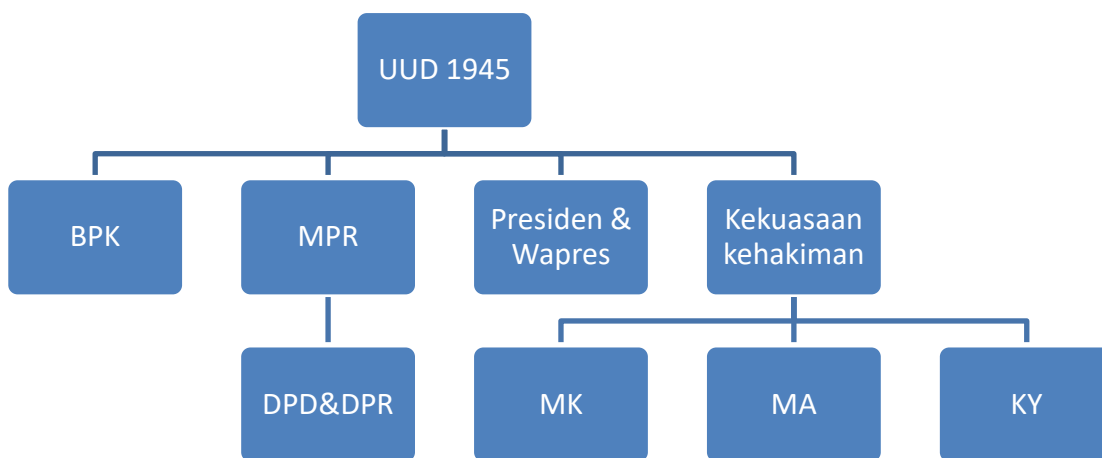 UUD 1945
BPK
MPR
Presiden &
Wapres
Kekuasaan
kehakiman
DPD&DPR
MK
MA
KY